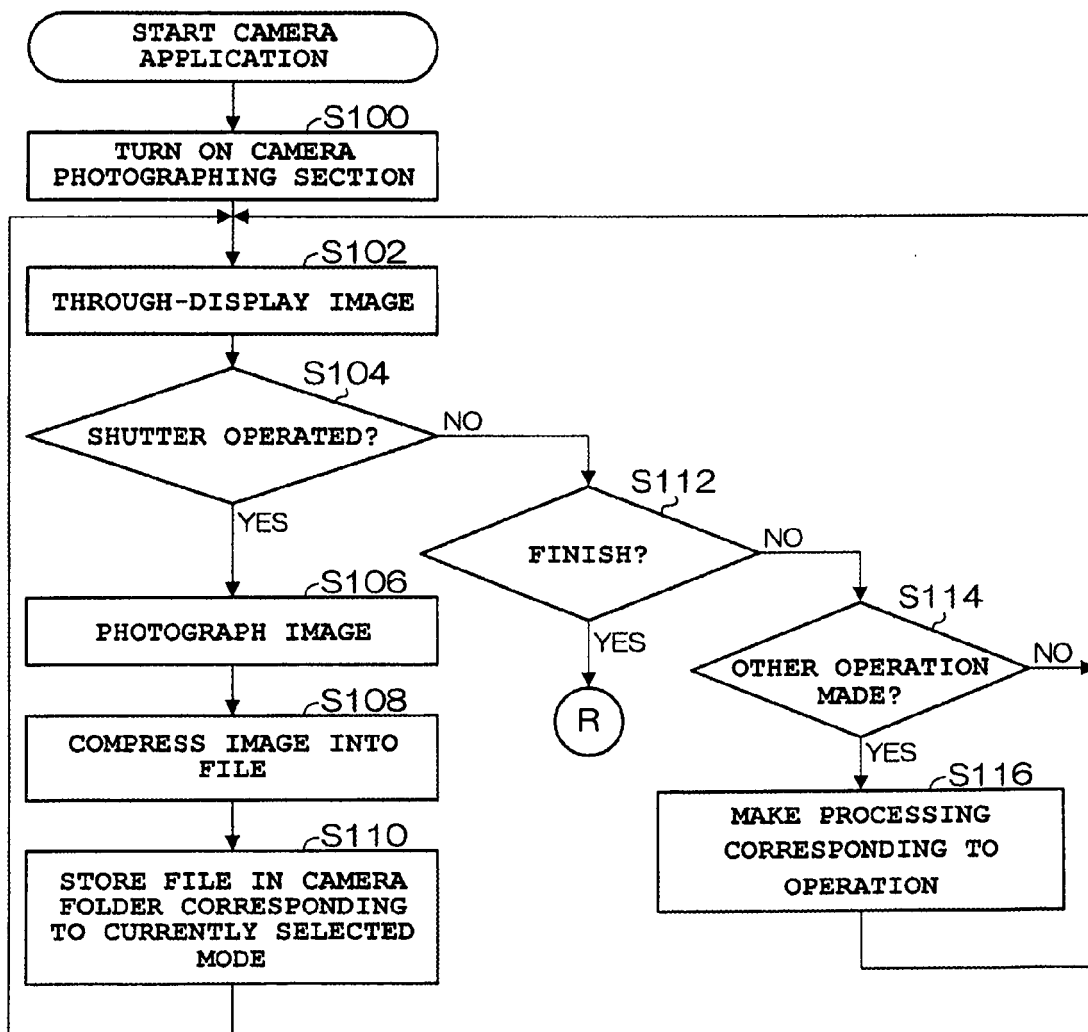 START CAMERA
APPLICATION
S100
TURN ON CAMERA
PHOTOGRAPHING SECTION
S102
THROUGH-DISPLAY IMAGE
S104
SHUTTER OPERATED?
NO
YES
S106
PHOTOGRAPH IMAGE
S108
COMPRESS IMAGE INTO
FILE
S110
STORE FILE IN CAMERA
FOLDER CORRESPONDING
TO CURRENTLY SELECTED
MODE
S112
FINISH?
NO
YES
R
S114
OTHER OPERATION
MADE?
NO
YES
S116
MAKE PROCESSING
CORRESPONDING TO
OPERATION